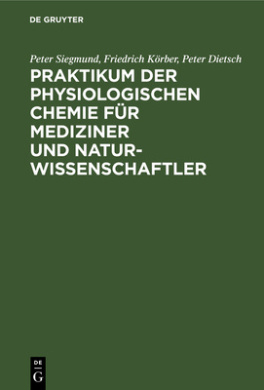 DE GRUYTER
Peter Siegmund, Friedrich Körber, Peter Dietsch
PRAKTIKUM DER
PHYSIOLOGISCHEN
CHEMIE FÜR
MEDIZINER
UND NATUR-
WISSENSCHAFTLER
DE
G